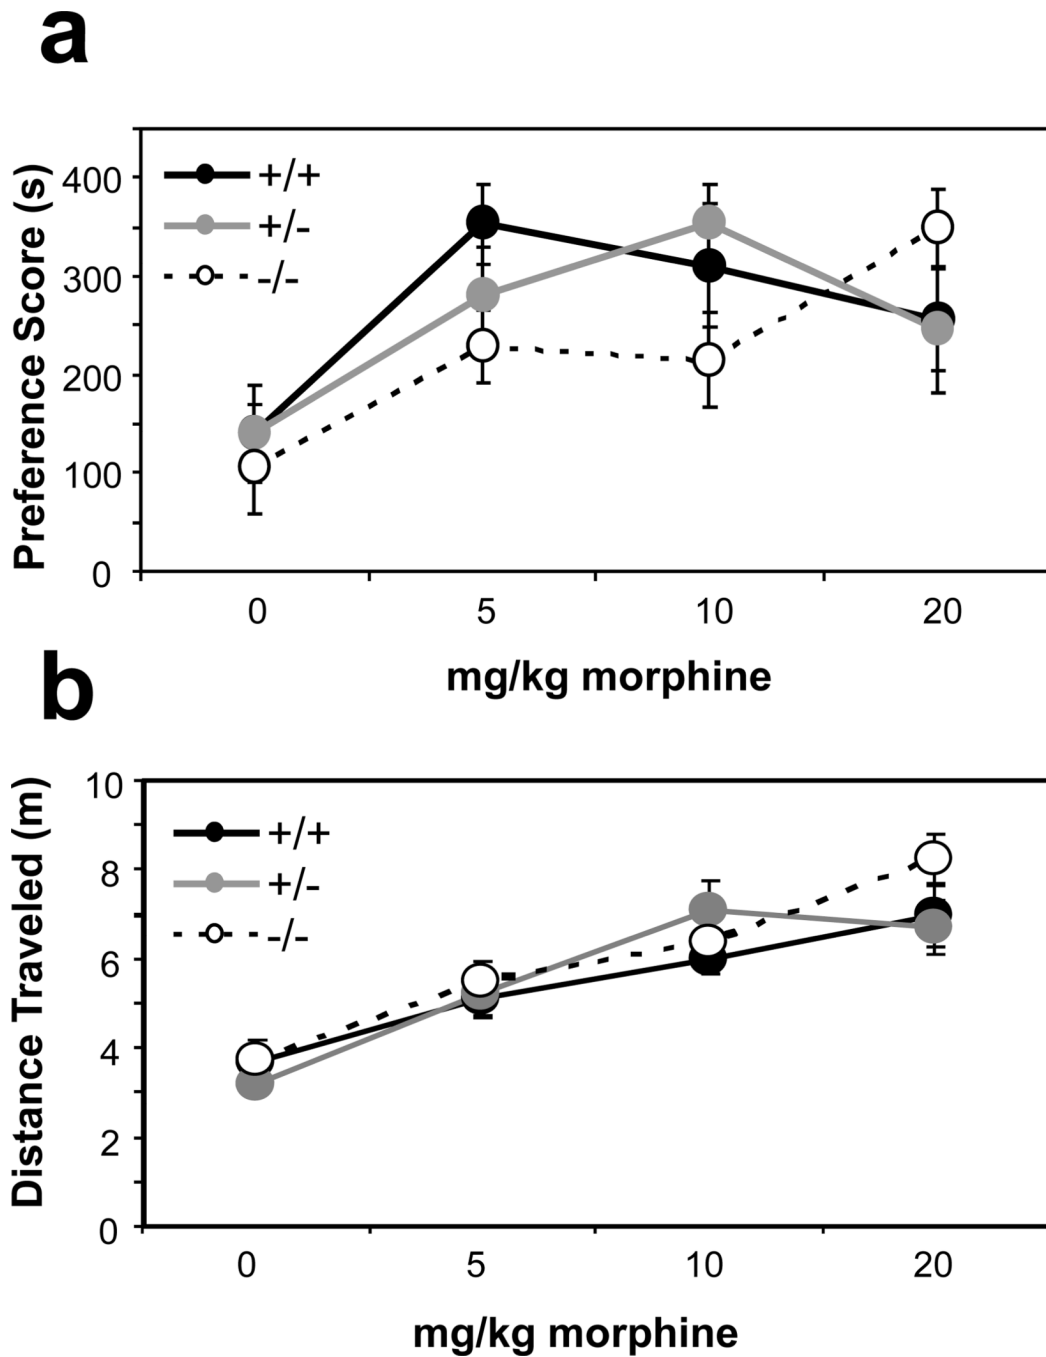 a
Preference Score (s)
400
300
200
100
0
+/+
+/-
-/-
0 5 10 20
mg/kg morphine
b
Distance Traveled (m)
10
8
6
4
2
0
+/+
+/-
-/-
0 5 10 20
mg/kg morphine